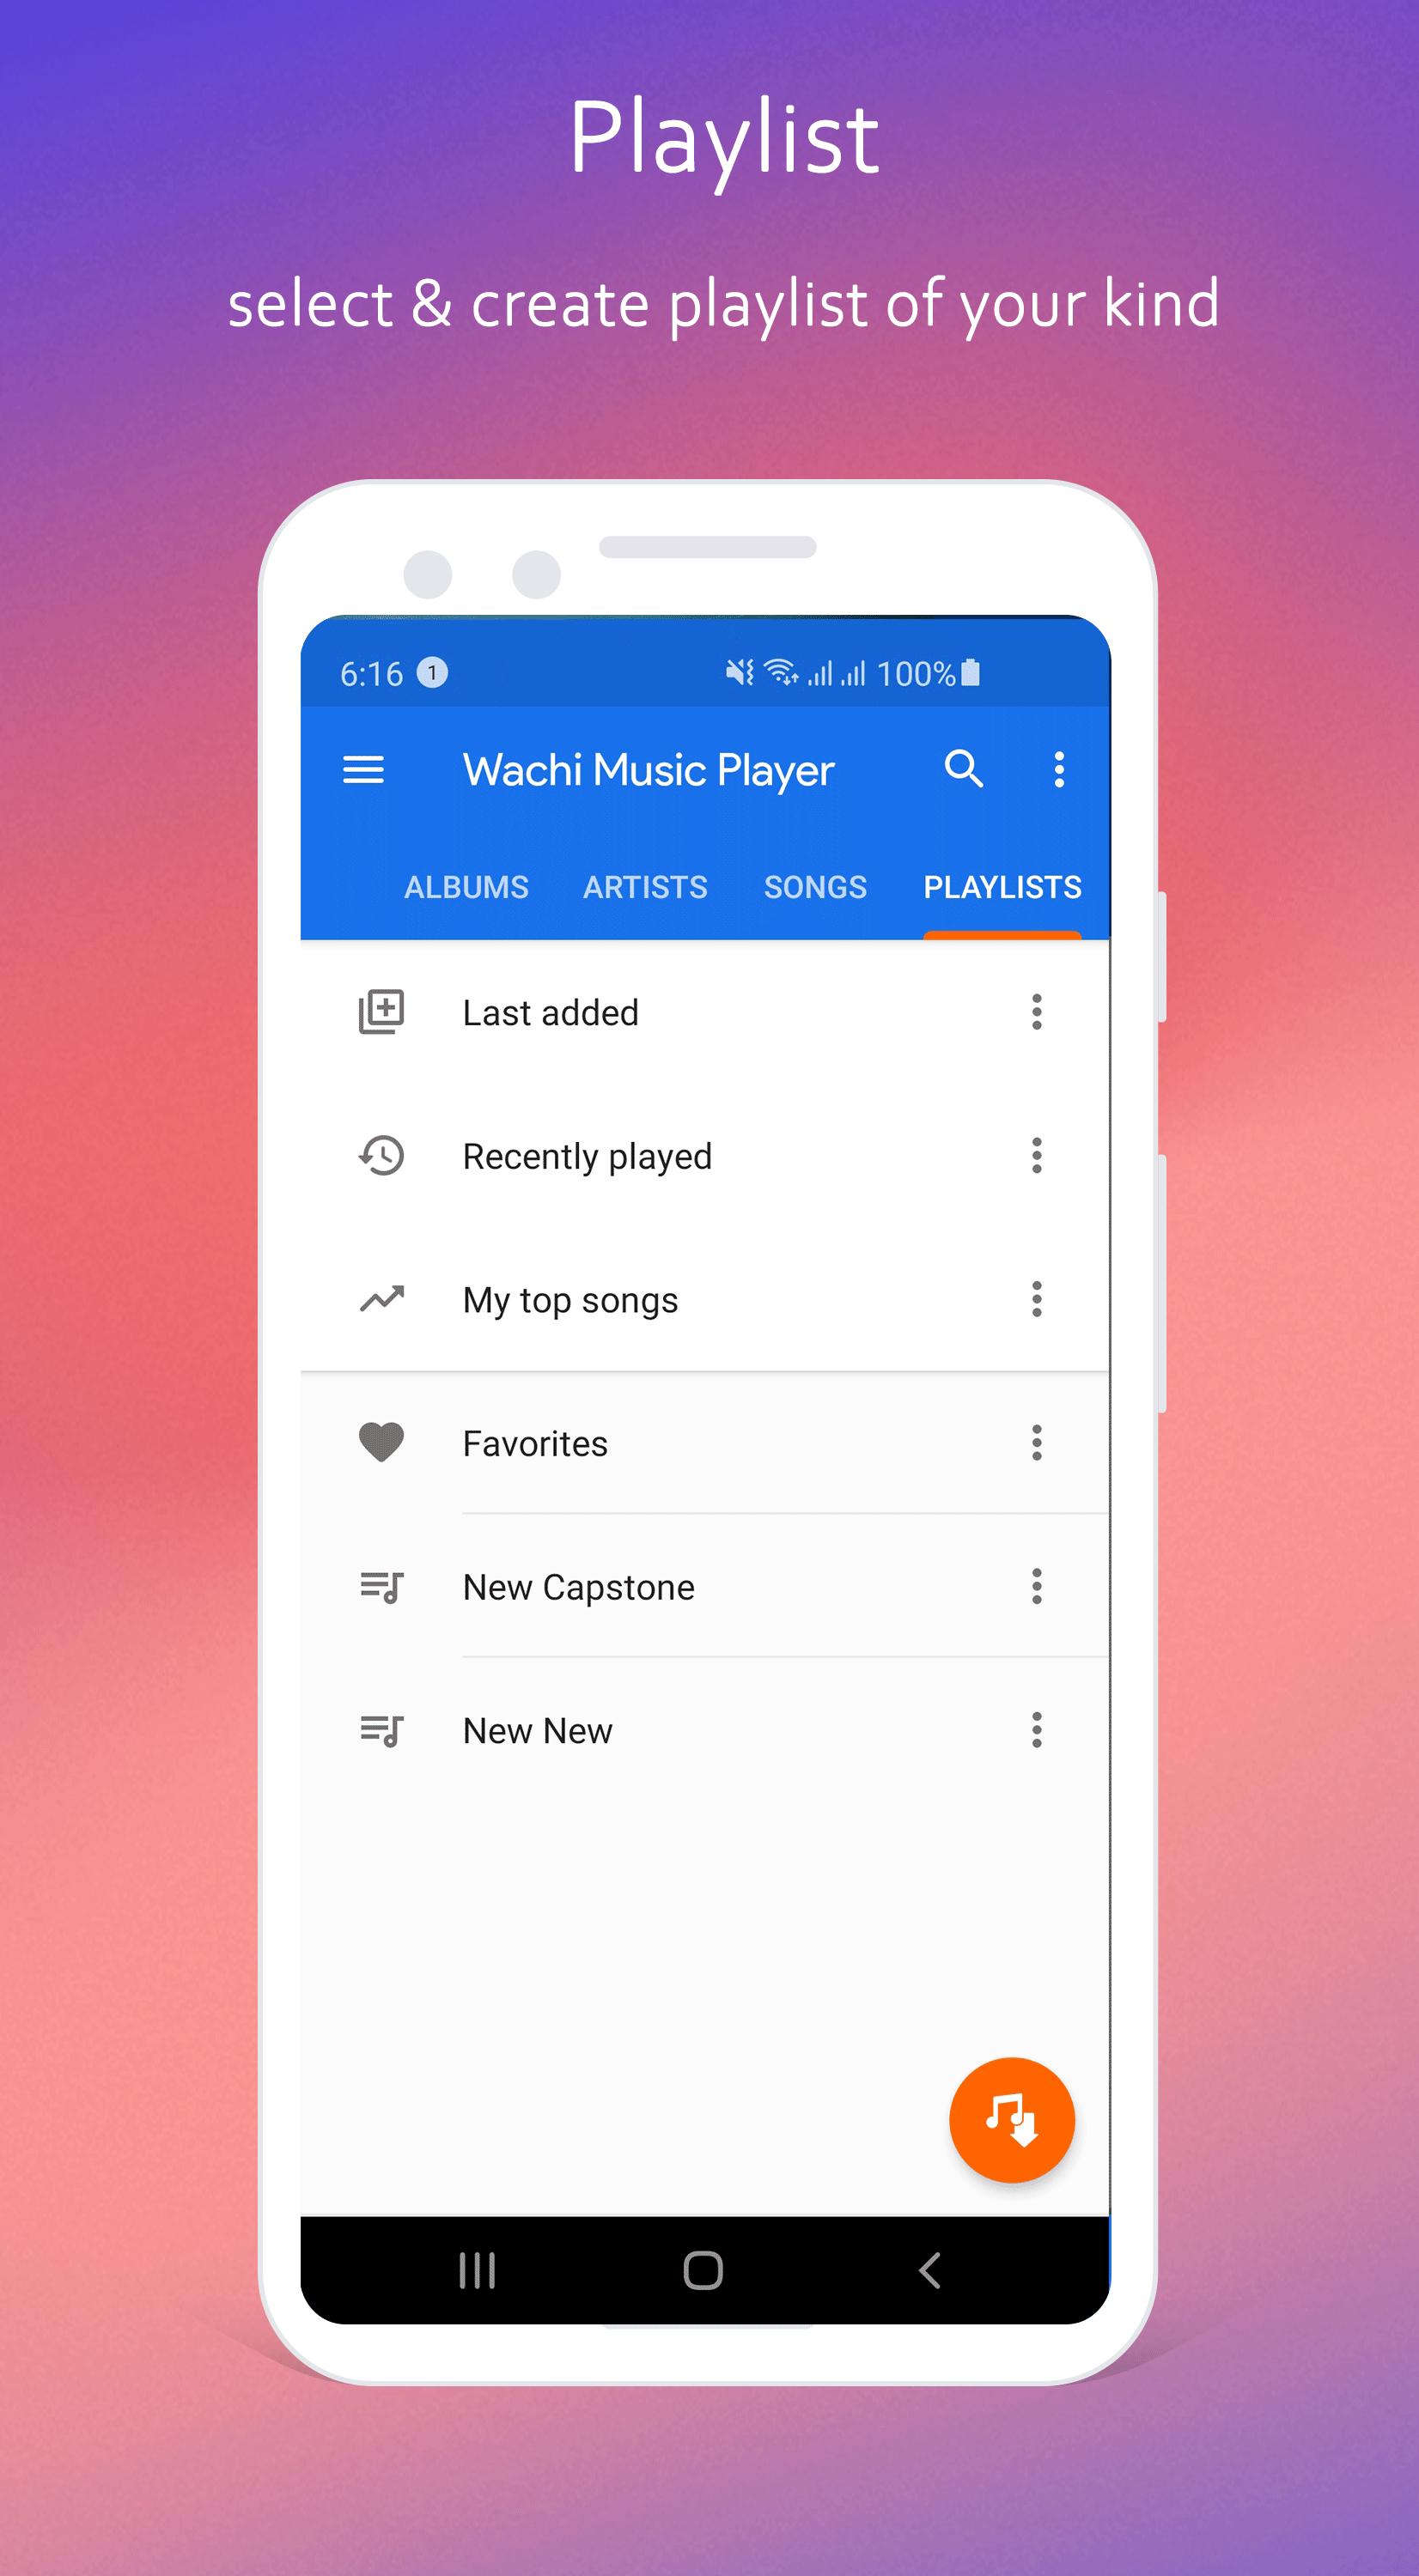 Playlist
select & create playlist of your kind
6:16 1 100%
Wachi Music Player
ALBUMS ARTISTS SONGS PLAYLISTS
Last added
Recently played
My top songs
Favorites
New Capstone
New New